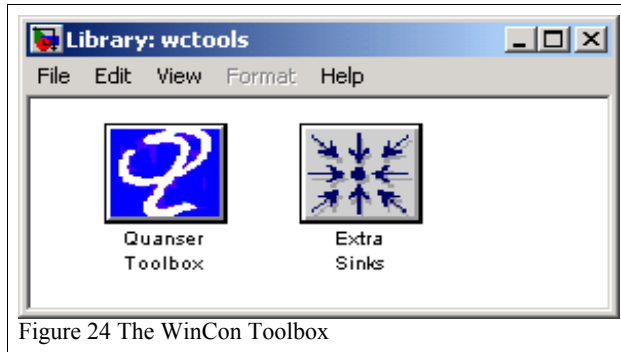 Library: wctools
File Edit View Format Help
Quanser
Toolbox
Extra
Sinks
Figure 24 The WinCon Toolbox